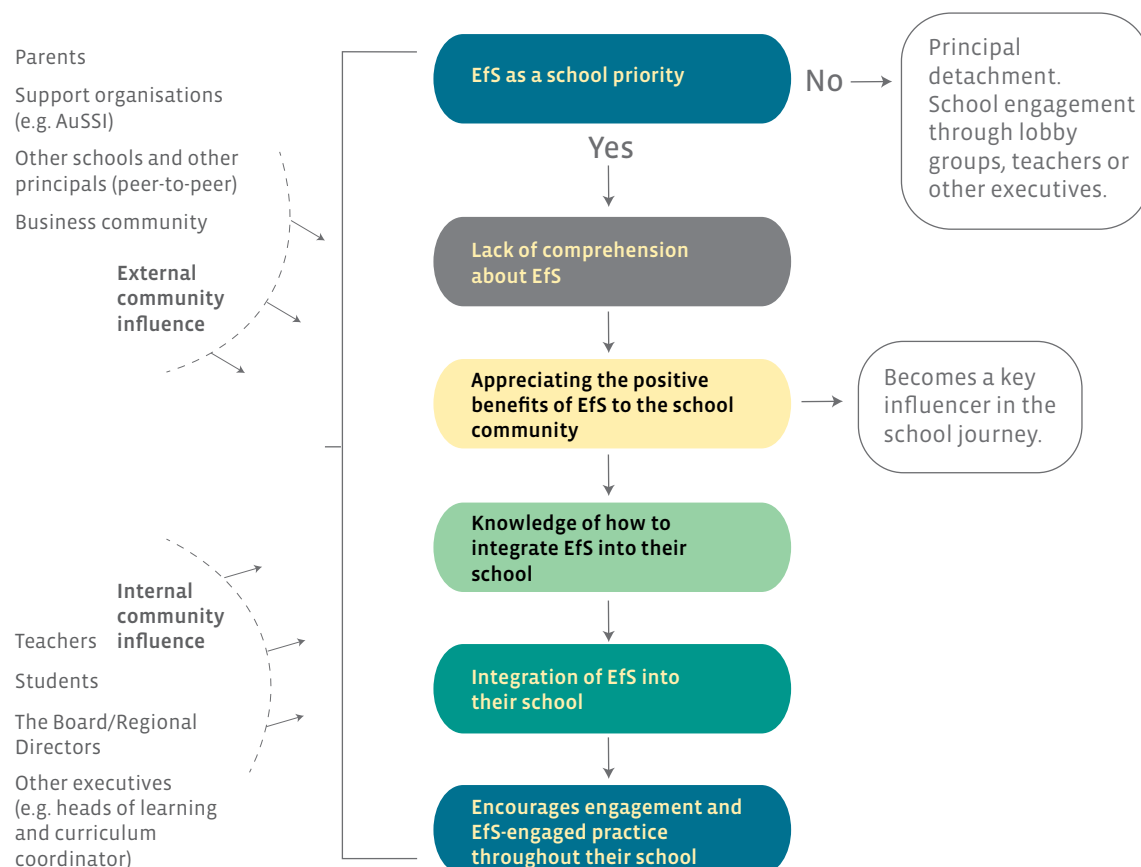 Parents
Support organisations
(e.g. AuSSI)
Other schools and other
principals (peer-to-peer)
Business community
External
community
influence
Internal
community
influence
Teachers
Students
The Board/Regional
Directors
Other executives
(e.g. heads of learning
and curriculum
coordinator)
EfS as a school priority
No
Principal
detachment.
School engagement
through lobby
groups, teachers or
other executives.
Yes
Lack of comprehension
about EfS
Appreciating the positive
benefits of EfS to the school
community
Becomes a key
influencer in the
school journey.
Knowledge of how to
integrate EfS into their
school
Integration of EfS into
their school
Encourages engagement and
EfS-engaged practice
throughout their school